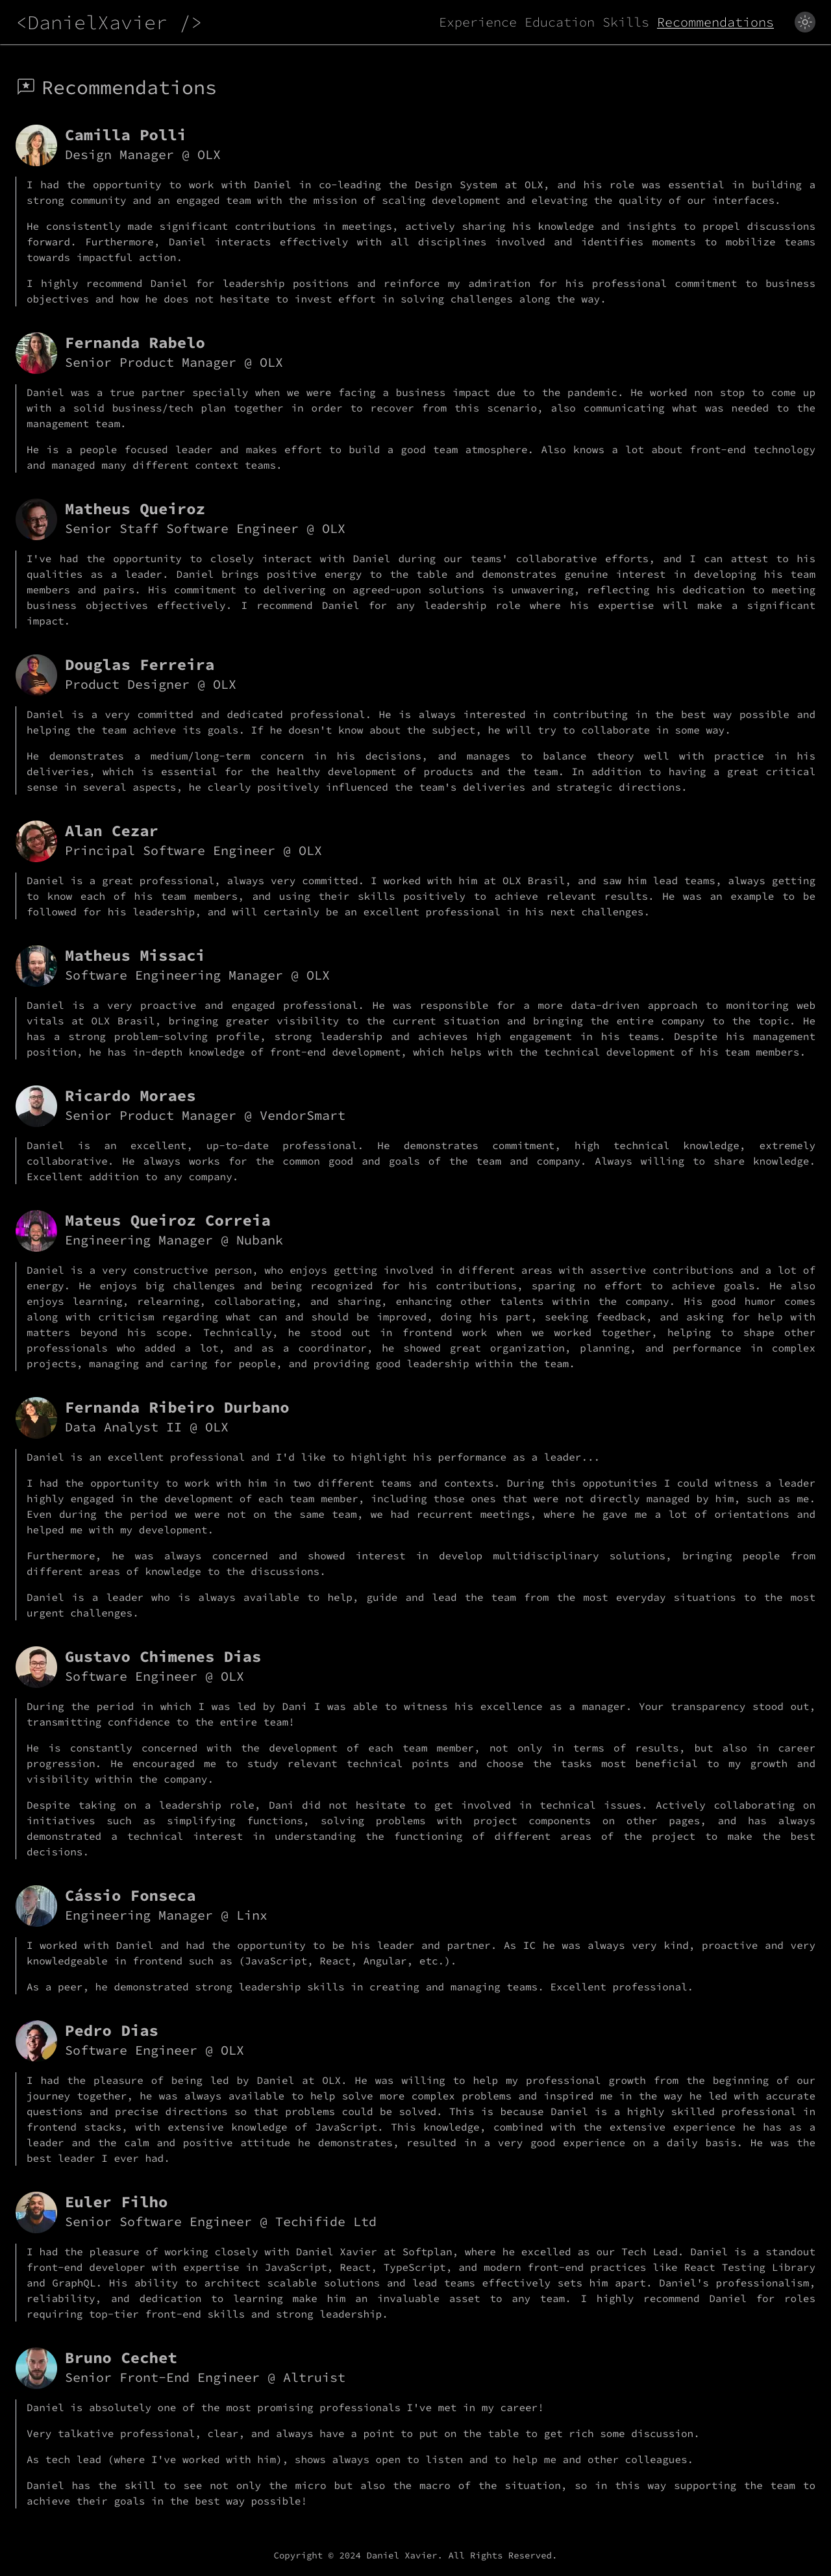 <DanielXavier />
Experience Education Skills Recommendations
Recommendations
Camilla Polli
Design Manager @ OLX
I had the opportunity to work with Daniel in co-leading the Design System at OLX, and his role was essential in building a
strong community and an engaged team with the mission of scaling development and elevating the quality of our interfaces.
He consistently made significant contributions in meetings, actively sharing his knowledge and insights to propel discussions
forward. Furthermore, Daniel interacts effectively with all disciplines involved and identifies moments to mobilize teams
towards impactful action.
I highly recommend Daniel for leadership positions and reinforce my admiration for his professional commitment to business
objectives and how he does not hesitate to invest effort in solving challenges along the way.
Fernanda Rabelo
Senior Product Manager @ OLX
Daniel was a true partner specially when we were facing a business impact due to the pandemic. He worked non stop to come up
with a solid business/tech plan together in order to recover from this scenario, also communicating what was needed to the
management team.
He is a people focused leader and makes effort to build a good team atmosphere. Also knows a lot about front-end technology
and managed many different context teams.
Matheus Queiroz
Senior Staff Software Engineer @ OLX
I've had the opportunity to closely interact with Daniel during our teams' collaborative efforts, and I can attest to his
qualities as a leader. Daniel brings positive energy to the table and demonstrates genuine interest in developing his team
members and pairs. His commitment to delivering on agreed-upon solutions is unwavering, reflecting his dedication to meeting
business objectives effectively. I recommend Daniel for any leadership role where his expertise will make a significant
impact.
Douglas Ferreira
Product Designer @ OLX
Daniel is a very committed and dedicated professional. He is always interested in contributing in the best way possible and
helping the team achieve its goals. If he doesn't know about the subject, he will try to collaborate in some way.
He demonstrates a medium/long-term concern in his decisions, and manages to balance theory well with practice in his
deliveries, which is essential for the healthy development of products and the team. In addition to having a great critical
sense in several aspects, he clearly positively influenced the team's deliveries and strategic directions.
Alan Cezar
Principal Software Engineer @ OLX
Daniel is a great professional, always very committed. I worked with him at OLX Brasil, and saw him lead teams, always getting
to know each of his team members, and using their skills positively to achieve relevant results. He was an example to be
followed for his leadership, and will certainly be an excellent professional in his next challenges.
Matheus Missaci
Software Engineering Manager @ OLX
Daniel is a very proactive and engaged professional. He was responsible for a more data-driven approach to monitoring web
vitals at OLX Brasil, bringing greater visibility to the current situation and bringing the entire company to the topic. He
has a strong problem-solving profile, strong leadership and achieves high engagement in his teams. Despite his management
position, he has in-depth knowledge of front-end development, which helps with the technical development of his team members.
Ricardo Moraes
Senior Product Manager @ VendorSmart
Daniel is an excellent, up-to-date professional. He demonstrates commitment, high technical knowledge, extremely
collaborative. He always works for the common good and goals of the team and company. Always willing to share knowledge.
Excellent addition to any company.
Mateus Queiroz Correia
Engineering Manager @ Nubank
Daniel is a very constructive person, who enjoys getting involved in different areas with assertive contributions and a lot of
energy. He enjoys big challenges and being recognized for his contributions, sparing no effort to achieve goals. He also
enjoys learning, relearning, collaborating, and sharing, enhancing other talents within the company. His good humor comes
along with criticism regarding what can and should be improved, doing his part, seeking feedback, and asking for help with
matters beyond his scope. Technically, he stood out in frontend work when we worked together, helping to shape other
professionals who added a lot, and as a coordinator, he showed great organization, planning, and performance in complex
projects, managing and caring for people, and providing good leadership within the team.
Fernanda Ribeiro Durbano
Data Analyst II @ OLX
Daniel is an excellent professional and I'd like to highlight his performance as a leader...
I had the opportunity to work with him in two different teams and contexts. During this oppotunities I could witness a leader
highly engaged in the development of each team member, including those ones that were not directly managed by him, such as me.
Even during the period we were not on the same team, we had recurrent meetings, where he gave me a lot of orientations and
helped me with my development.
Furthermore, he was always concerned and showed interest in develop multidisciplinary solutions, bringing people from
different areas of knowledge to the discussions.
Daniel is a leader who is always available to help, guide and lead the team from the most everyday situations to the most
urgent challenges.
Gustavo Chimenes Dias
Software Engineer @ OLX
During the period in which I was led by Dani I was able to witness his excellence as a manager. Your transparency stood out,
transmitting confidence to the entire team!
He is constantly concerned with the development of each team member, not only in terms of results, but also in career
progression. He encouraged me to study relevant technical points and choose the tasks most beneficial to my growth and
visibility within the company.
Despite taking on a leadership role, Dani did not hesitate to get involved in technical issues. Actively collaborating on
initiatives such as simplifying functions, solving problems with project components on other pages, and has always
demonstrated a technical interest in understanding the functioning of different areas of the project to make the best
decisions.
Cássio Fonseca
Engineering Manager @ Linx
I worked with Daniel and had the opportunity to be his leader and partner. As IC he was always very kind, proactive and very
knowledgeable in frontend such as (JavaScript, React, Angular, etc.).
As a peer, he demonstrated strong leadership skills in creating and managing teams. Excellent professional.
Pedro Dias
Software Engineer @ OLX
I had the pleasure of being led by Daniel at OLX. He was willing to help my professional growth from the beginning of our
journey together, he was always available to help solve more complex problems and inspired me in the way he led with accurate
questions and precise directions so that problems could be solved. This is because Daniel is a highly skilled professional in
frontend stacks, with extensive knowledge of JavaScript. This knowledge, combined with the extensive experience he has as a
leader and the calm and positive attitude he demonstrates, resulted in a very good experience on a daily basis. He was the
best leader I ever had.
Euler Filho
Senior Software Engineer @ Techifide Ltd
I had the pleasure of working closely with Daniel Xavier at Softplan, where he excelled as our Tech Lead. Daniel is a standout
front-end developer with expertise in JavaScript, React, TypeScript, and modern front-end practices like React Testing Library
and GraphQL. His ability to architect scalable solutions and lead teams effectively sets him apart. Daniel's professionalism,
reliability, and dedication to learning make him an invaluable asset to any team. I highly recommend Daniel for roles
requiring top-tier front-end skills and strong leadership.
Bruno Cechet
Senior Front-End Engineer @ Altruist
Daniel is absolutely one of the most promising professionals I've met in my career!
Very talkative professional, clear, and always have a point to put on the table to get rich some discussion.
As tech lead (where I've worked with him), shows always open to listen and to help me and other colleagues.
Daniel has the skill to see not only the micro but also the macro of the situation, so in this way supporting the team to
achieve their goals in the best way possible!
Copyright © 2024 Daniel Xavier. All Rights Reserved.